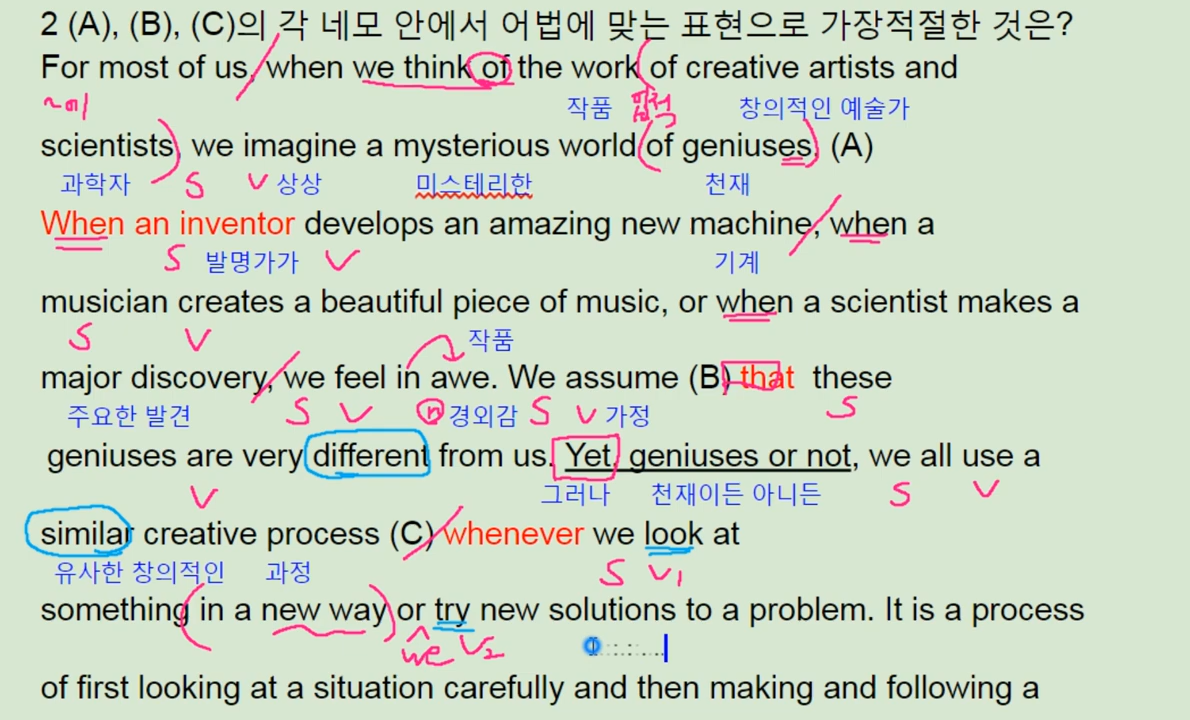 2 (A), (B), (C)의 각 네모 안에서 어법에 맞는 표현으로 가장적절한 것은?
For most of us, when we think of the work of creative artists and
~에 작품 창의적인 예술가
scientists, we imagine a mysterious world of geniuses. (A)
과학자 S V 상상 미스테리한 천재
When an inventor develops an amazing new machine, when a
S 발명가가 V 기계
musician creates a beautiful piece of music, or when a scientist makes a
S V 작품
major discovery, we feel in awe. We assume (B) that these
주요한 발견 S V n 경외감 S V 가정 S
geniuses are very different from us. Yet, geniuses or not, we all use a
V 그러나 천재이든 아니든 S V
similar creative process (C) whenever we look at
유사한 창의적인 과정 S V1
something in a new way or try new solutions to a problem. It is a process
we V2
of first looking at a situation carefully and then making and following a